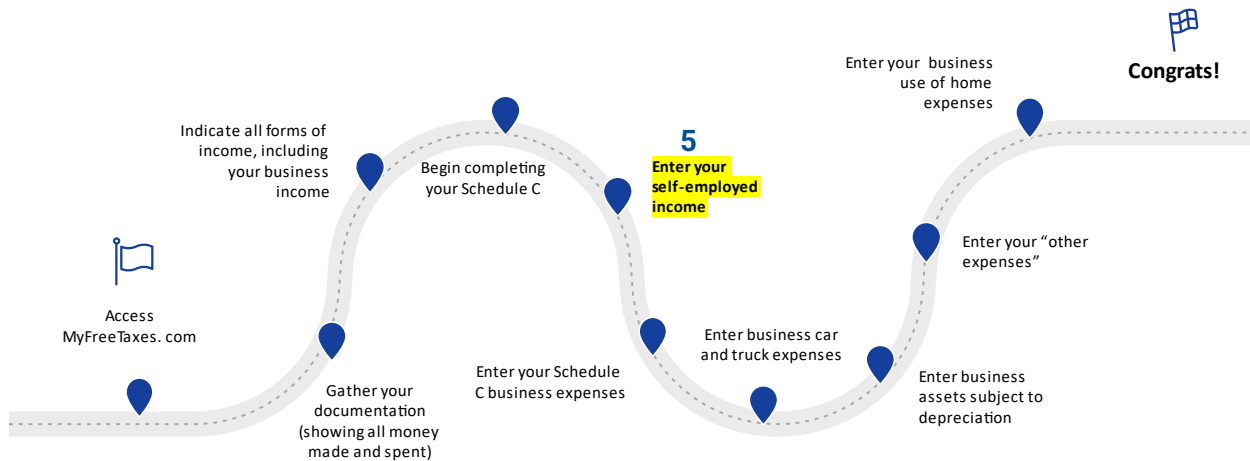 Access
MyFreeTaxes. com
Gather your
documentation
(showing all money
made and spent)
Indicate all forms of
income, including
your business
income
Begin completing
your Schedule C
5
Enter your
self-employed
income
Enter your Schedule
C business expenses
Enter business car
and truck expenses
Enter business
assets subject to
depreciation
Enter your “other
expenses”
Enter your business
use of home
expenses
Congrats!